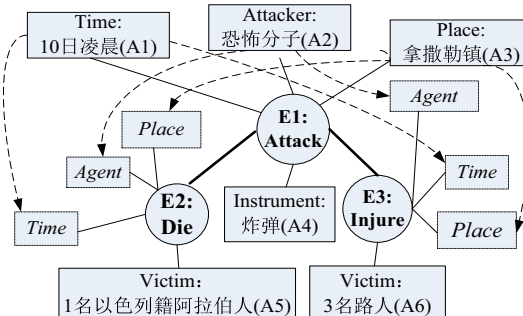 Time:
10日凌晨(A1)
Attacker:
恐怖分子(A2)
Place:
拿撒勒镇(A3)
Agent
E1:
Attack
Place
Agent
Time
Time
E2:
Die
Instrument:
炸弹(A4)
E3:
Injure
Place
Victim：
1名以色列籍阿拉伯人(A5)
Victim：
3名路人(A6)